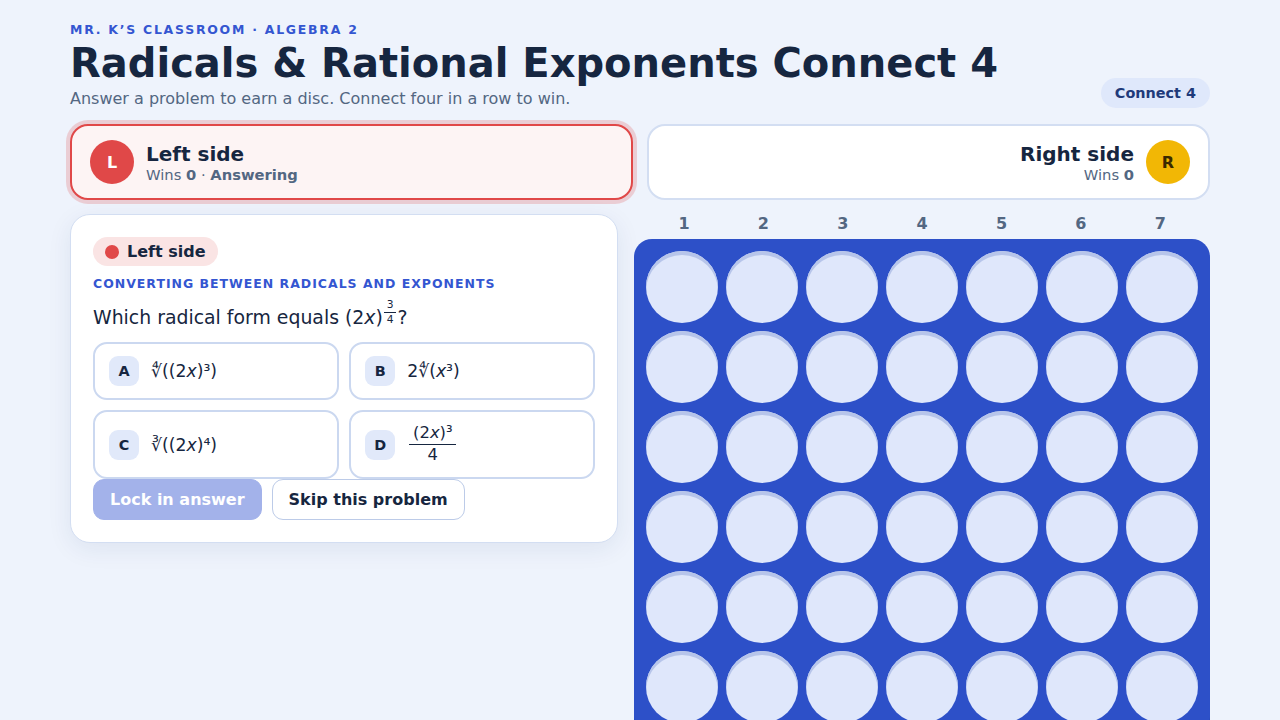 MR. K’S CLASSROOM · ALGEBRA 2
Radicals & Rational Exponents Connect 4
Answer a problem to earn a disc. Connect four in a row to win.
Connect 4
L
Left side
Wins 0 · Answering
Right side
Wins 0
R
Left side
CONVERTING BETWEEN RADICALS AND EXPONENTS
Which radical form equals (2x)^(3/4)?
A ∜((2x)³)
B 2∜(x³)
C ∛((2x)⁴)
D (2x)³/4
Lock in answer
Skip this problem
1 2 3 4 5 6 7